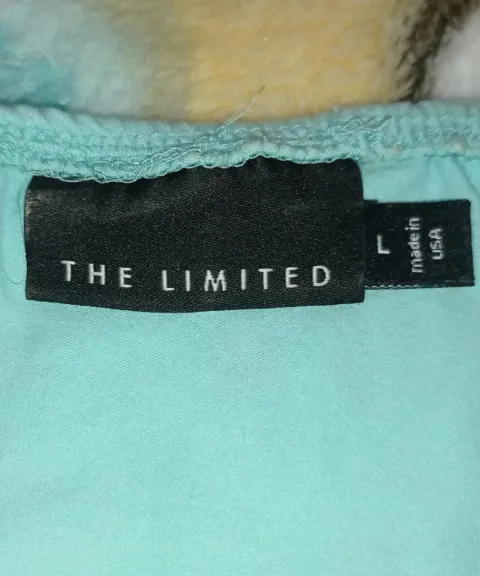 THE LIMITED
L
made in
USA